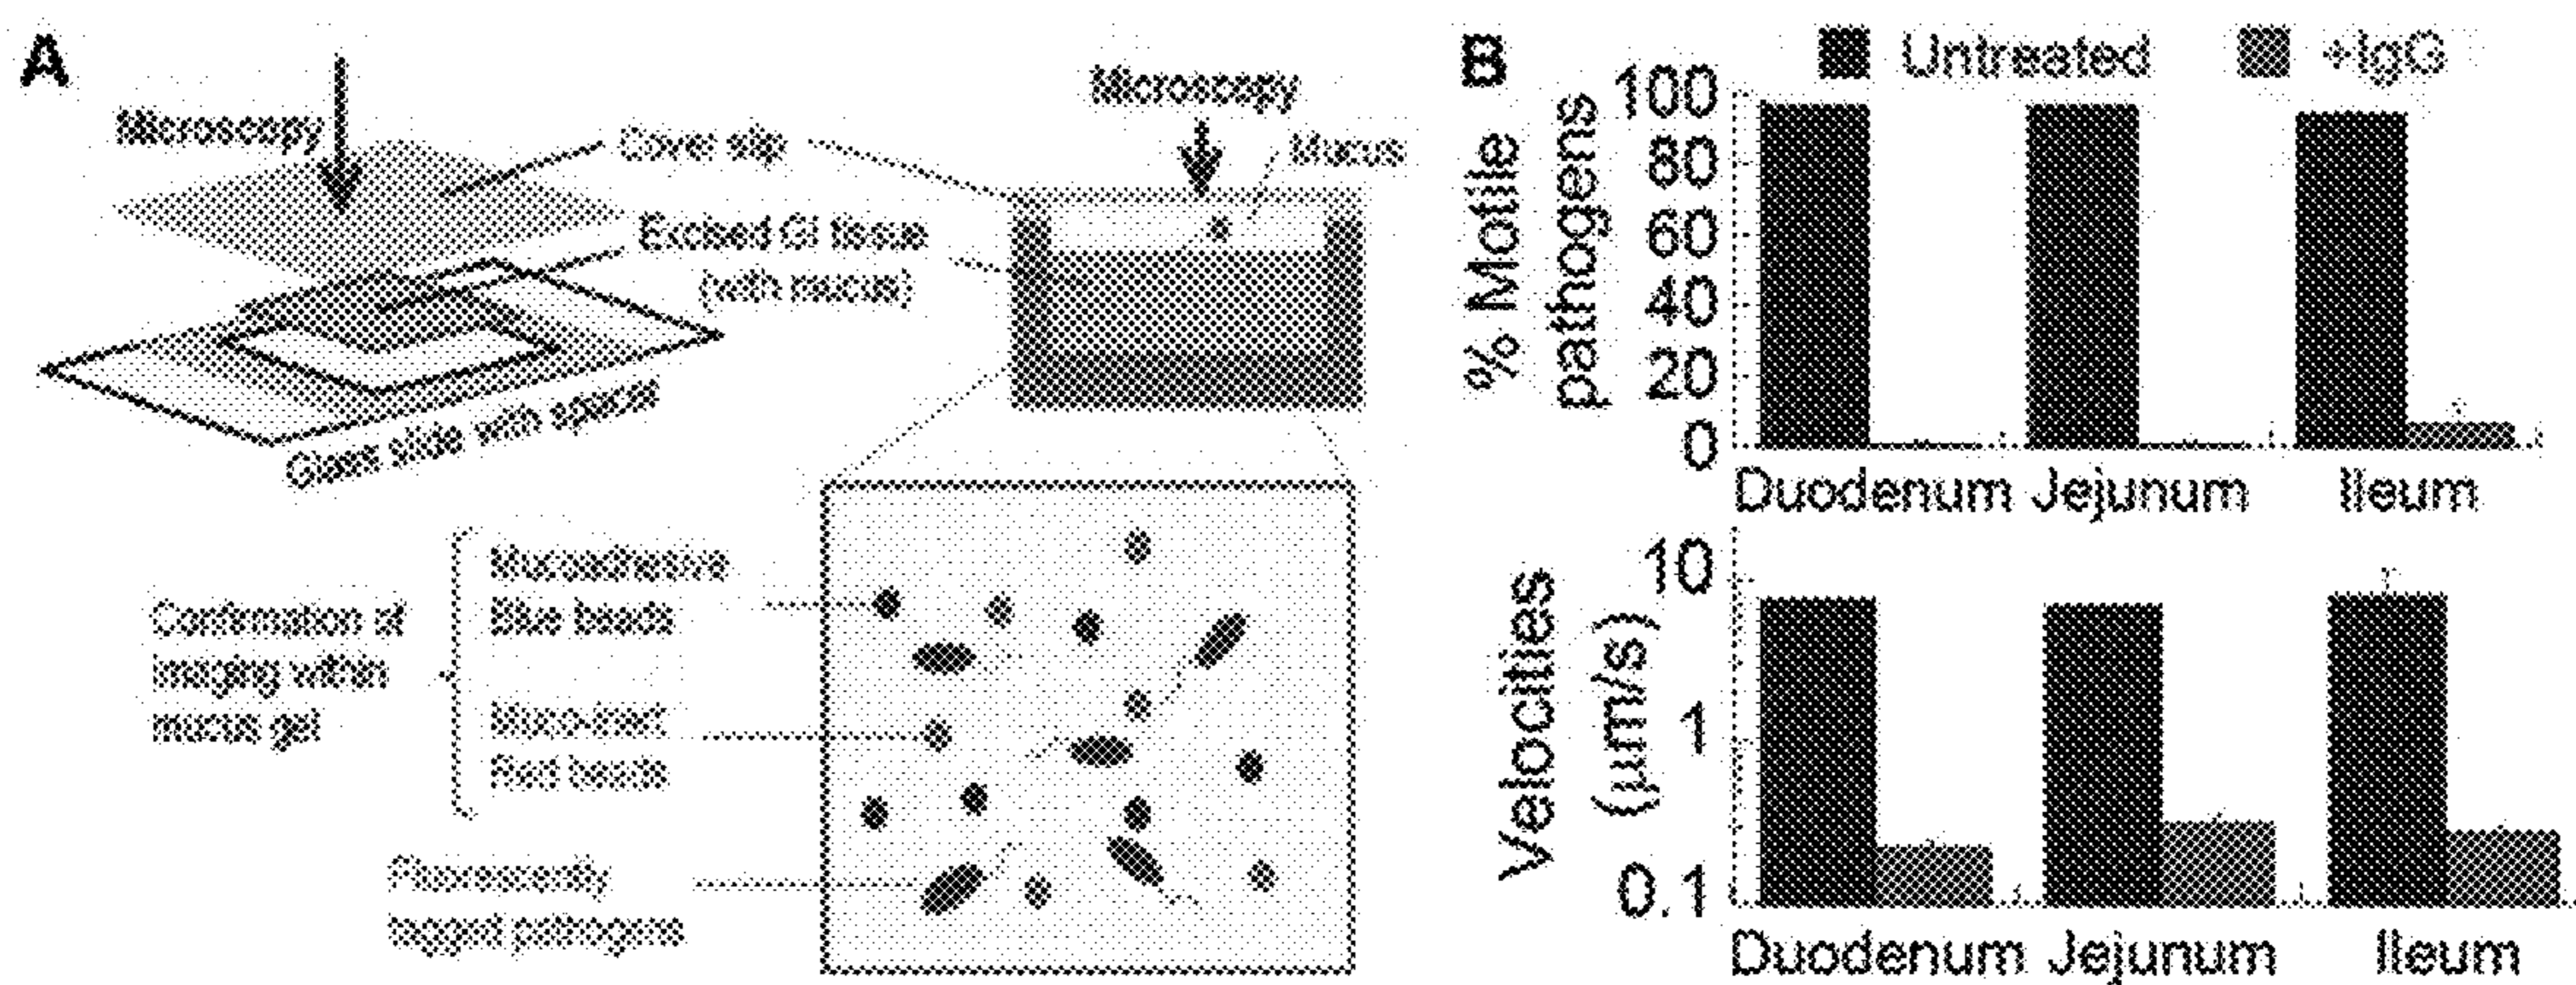 A
Microscopy
Cover slip
Excised GI tissue
(with mucus)
Glass slide with spacer
Microscopy
Mucus
Confirmation of
imaging within
mucus gel
Mucoadhesive
Blue beads
Muco-inert
Red beads
Fluorescently
tagged pathogens
B
Untreated
+IgG
% Motile
pathogens
100
80
60
40
20
0
Duodenum Jejunum Ileum
Velocities
(μm/s)
10
1
0.1
Duodenum Jejunum Ileum